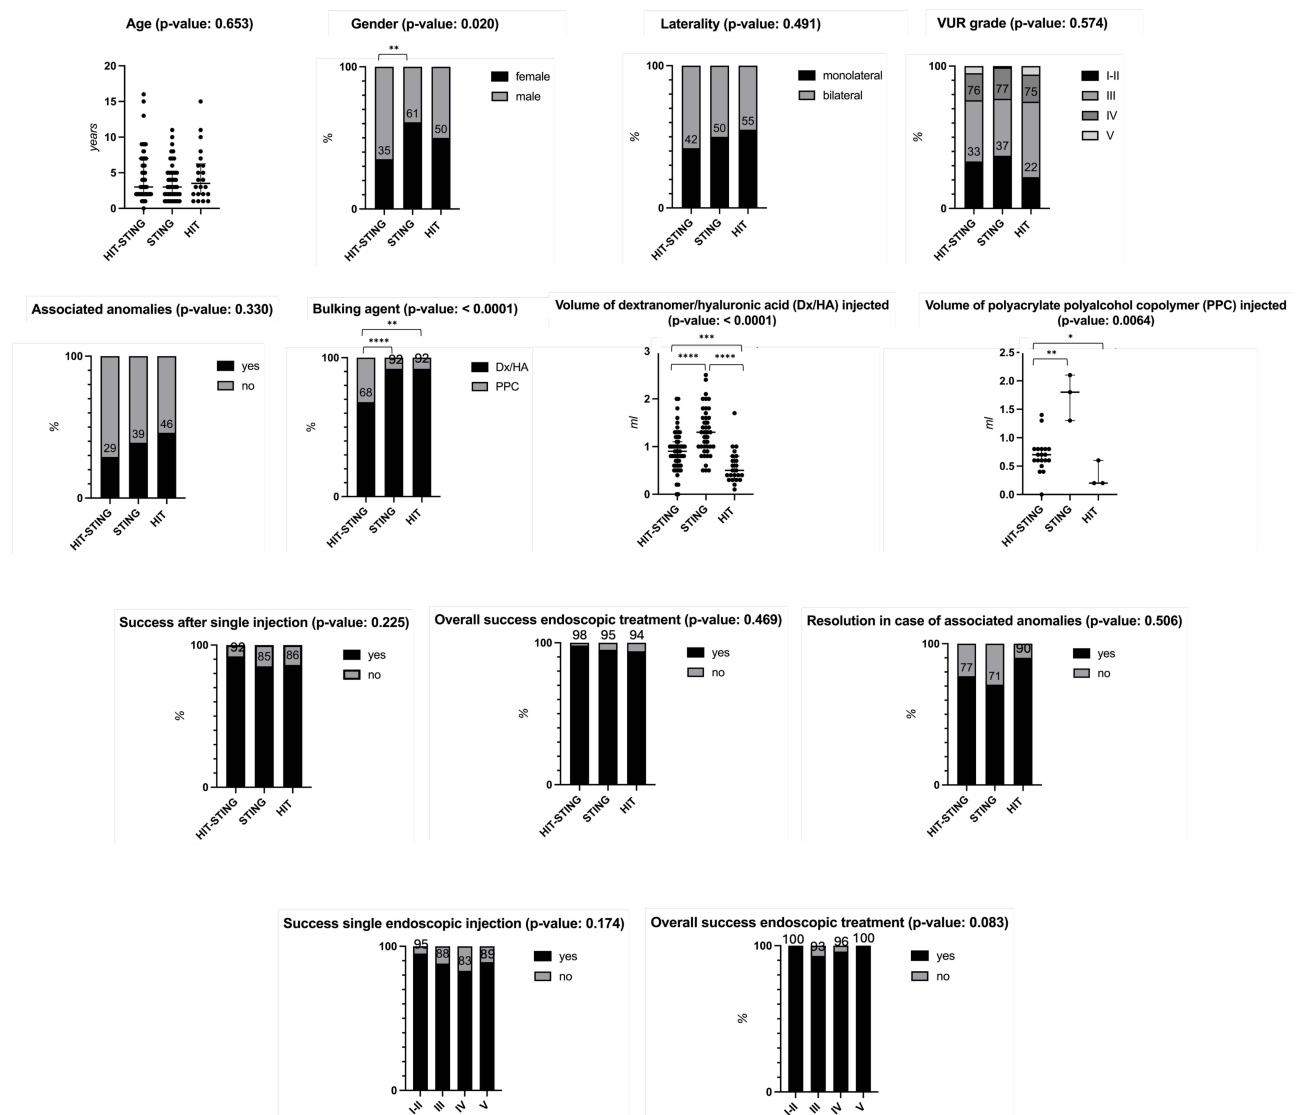 Age (p-value: 0.653)
20
15
10
5
0
years
HIT-STING
STING
HIT
Gender (p-value: 0.020)
**
100
0
%
35
61
50
female
male
HIT-STING
STING
HIT
Laterality (p-value: 0.491)
100
0
%
42
50
55
monolateral
bilateral
HIT-STING
STING
HIT
VUR grade (p-value: 0.574)
100
0
%
76
77
75
33
37
22
I-II
III
IV
V
HIT-STING
STING
HIT
Associated anomalies (p-value: 0.330)
100
0
%
29
39
46
yes
no
HIT-STING
STING
HIT
Bulking agent (p-value: < 0.0001)
**
****
100
0
%
68
92
92
Dx/HA
PPC
HIT-STING
STING
HIT
Volume of dextranomer/hyaluronic acid (Dx/HA) injected
(p-value: < 0.0001)
***
****
****
3
2
1
0
ml
HIT-STING
STING
HIT
Volume of polyacrylate polyalcohol copolymer (PPC) injected
(p-value: 0.0064)
*
**
2.5
2.0
1.5
1.0
0.5
0.0
ml
HIT-STING
STING
HIT
Success after single injection (p-value: 0.225)
100
0
%
92
85
86
yes
no
HIT-STING
STING
HIT
Overall success endoscopic treatment (p-value: 0.469)
98
95
94
100
0
%
yes
no
HIT-STING
STING
HIT
Resolution in case of associated anomalies (p-value: 0.506)
100
0
%
77
71
90
yes
no
HIT-STING
STING
HIT
Success single endoscopic injection (p-value: 0.174)
100
0
95
88
83
89
yes
no
I-II
III
IV
V
Overall success endoscopic treatment (p-value: 0.083)
100
93
96
100
100
0
%
yes
no
I-II
III
IV
V